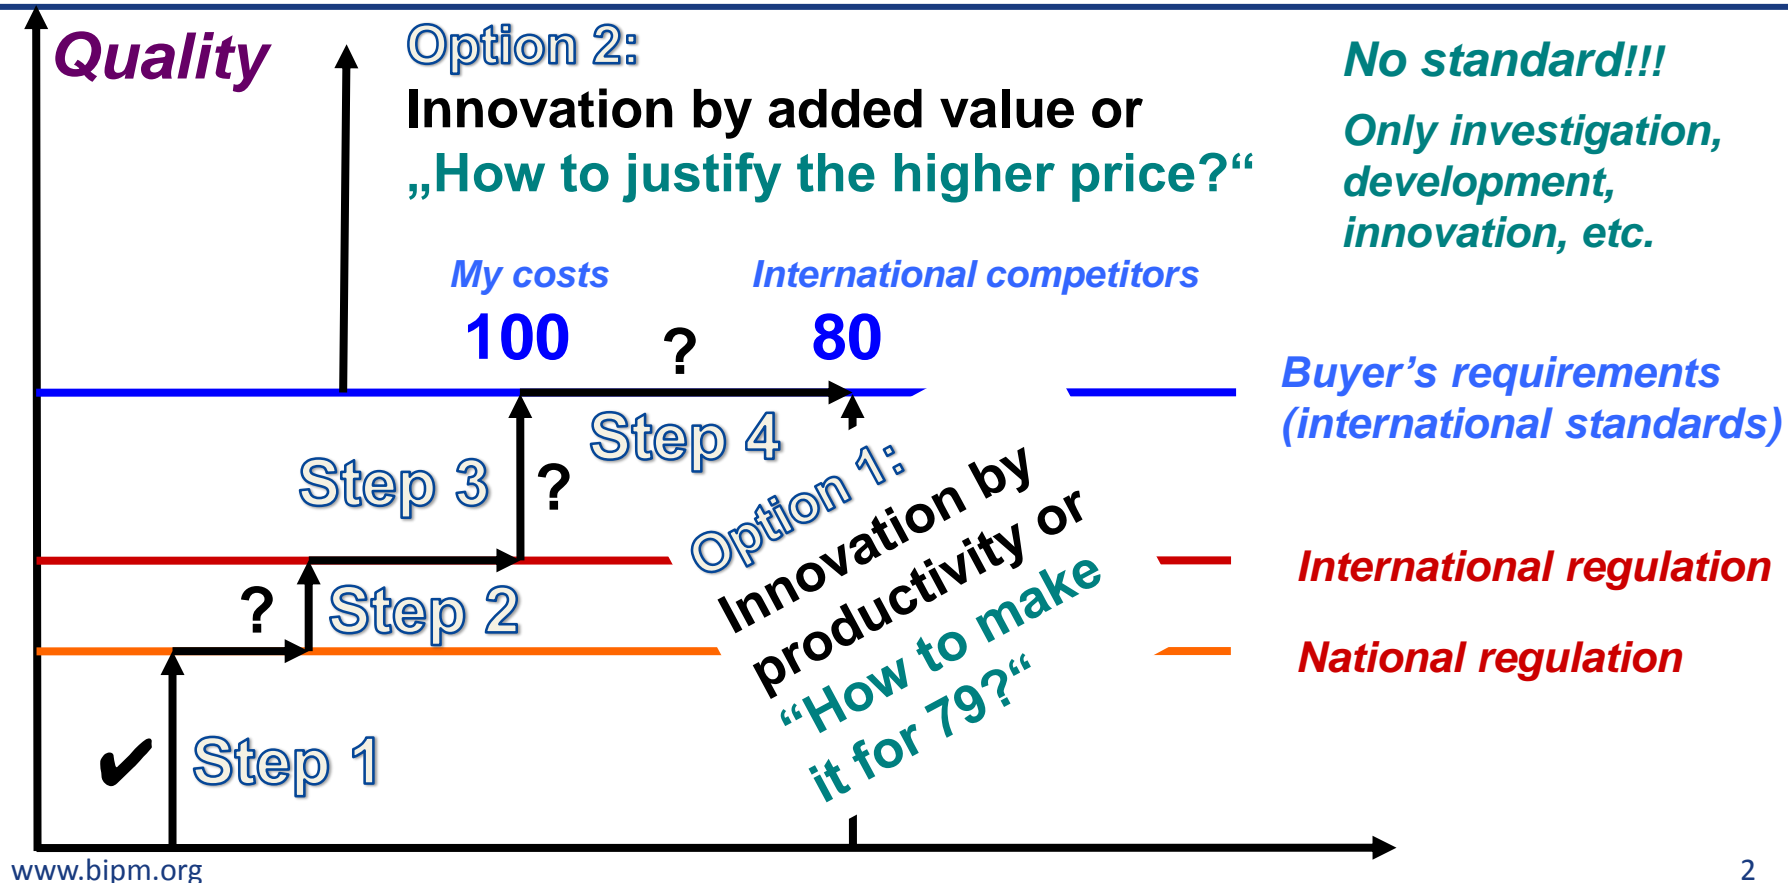 Quality
Option 2:
Innovation by added value or
„How to justify the higher price?“
No standard!!!
Only investigation,
development,
innovation, etc.
My costs
International competitors
100
?
80
Buyer’s requirements
(international standards)
Step 4
Step 3
?
Option 1:
Innovation by
productivity or
“How to make
it for 79?“
International regulation
?
Step 2
National regulation
✔
Step 1
www.bipm.org
2